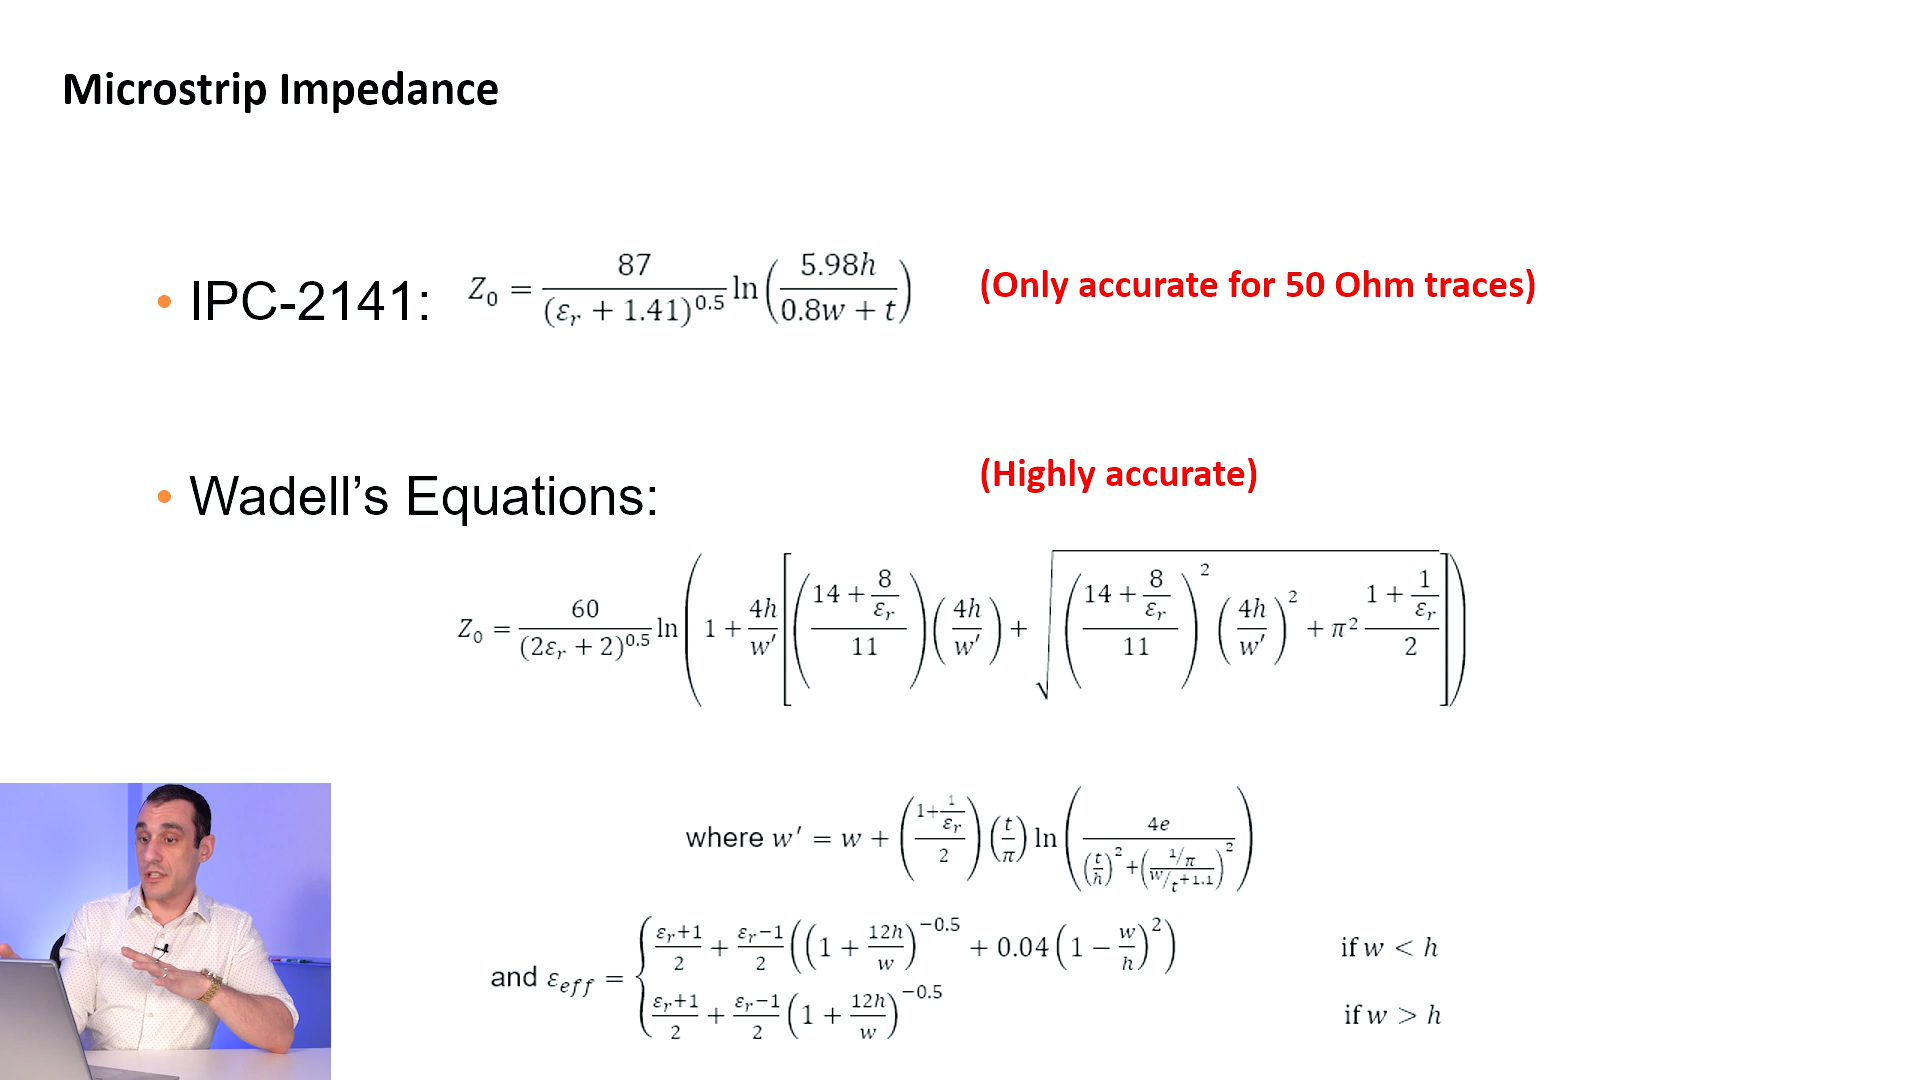 Microstrip Impedance
• IPC-2141: Z₀ = 87 / (εᵣ + 1.41)^0.5 ln(5.98h / (0.8w + t)) (Only accurate for 50 Ohm traces)
• Wadell’s Equations: (Highly accurate)
Z₀ = 60 / (2εᵣ + 2)^0.5 ln(1 + 4h/w′ [((14 + 8/εᵣ)/11)(4h/w′) + √(((14 + 8/εᵣ)/11)² (4h/w′)² + π² (1 + 1/εᵣ)/2)])
where w′ = w + ((1+1/εᵣ)/2)(t/π) ln(4e / ((t/h)² + ((1/π)/(w/t+1.1))²))
and ε_eff = { (εᵣ+1)/2 + (εᵣ−1)/2 ((1 + 12h/w)^−0.5 + 0.04(1 − w/h)²) if w < h
(εᵣ+1)/2 + (εᵣ−1)/2 (1 + 12h/w)^−0.5 if w > h